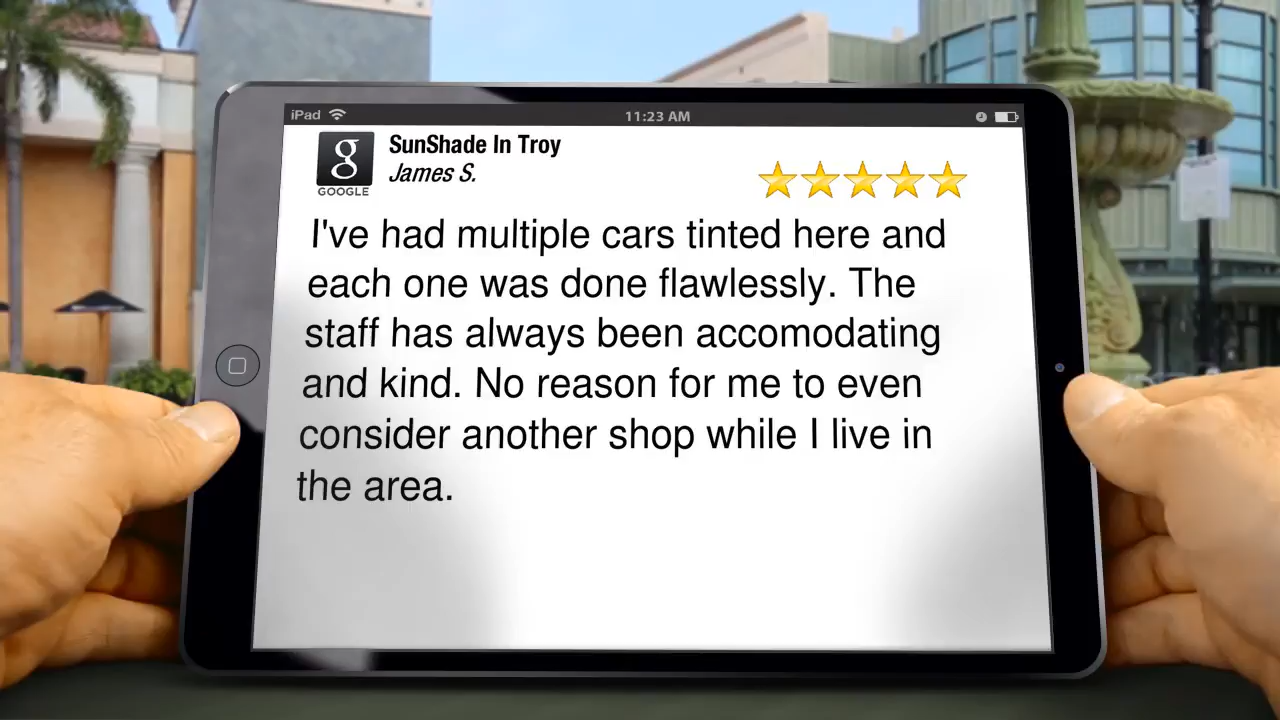 iPad 11:23 AM
g
GOOGLE
SunShade In Troy
James S.
I've had multiple cars tinted here and
each one was done flawlessly. The
staff has always been accomodating
and kind. No reason for me to even
consider another shop while I live in
the area.